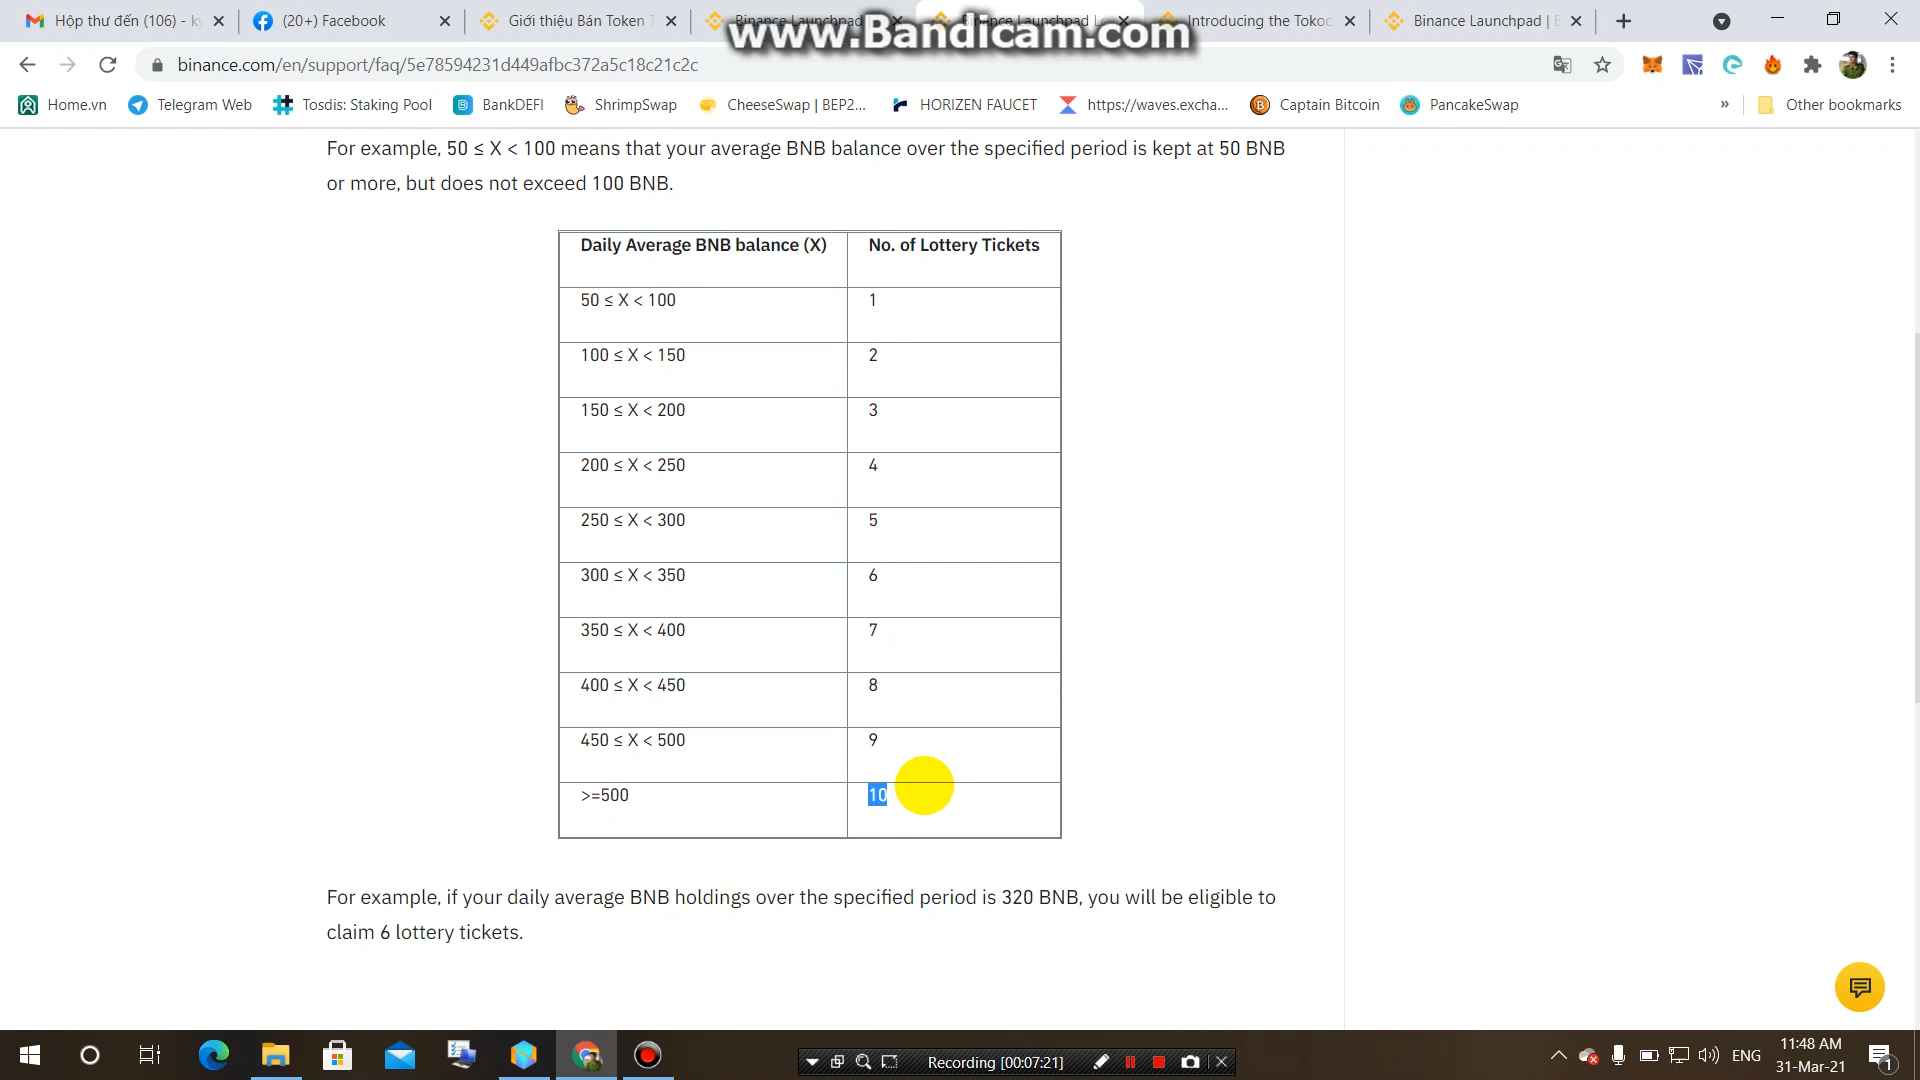 Hộp thư đến (106) - ky
(20+) Facebook
Giới thiệu Bán Token T
Binance Launchpad
Binance Launchpad L
Introducing the Tokoc
Binance Launchpad | B
www.Bandicam.com
binance.com/en/support/faq/5e78594231d449afbc372a5c18c21c2c
Home.vn
Telegram Web
Tosdis: Staking Pool
BankDEFI
ShrimpSwap
CheeseSwap | BEP2...
HORIZEN FAUCET
https://waves.excha...
Captain Bitcoin
PancakeSwap
»
Other bookmarks
For example, 50 ≤ X < 100 means that your average BNB balance over the specified period is kept at 50 BNB
or more, but does not exceed 100 BNB.
Daily Average BNB balance (X) No. of Lottery Tickets
50 ≤ X < 100 1
100 ≤ X < 150 2
150 ≤ X < 200 3
200 ≤ X < 250 4
250 ≤ X < 300 5
300 ≤ X < 350 6
350 ≤ X < 400 7
400 ≤ X < 450 8
450 ≤ X < 500 9
>=500 10
For example, if your daily average BNB holdings over the specified period is 320 BNB, you will be eligible to
claim 6 lottery tickets.
Recording [00:07:21]
ENG
11:48 AM
31-Mar-21
1